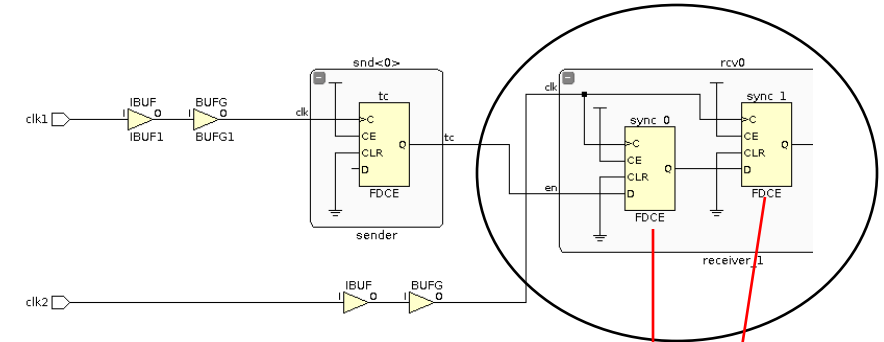 snd<0>
rcv0
clk
IBUF
BUFG
tc
sync_1
clk1
I
O
I
O
clk
C
sync_0
C
IBUF1
BUFG1
CE
tc
CE
CLR
Q
C
CLR
Q
D
CE
D
FDCE
en
CLR
Q
FDCE
D
FDCE
sender
receiver_1
IBUF
BUFG
clk2
I
O
I
O